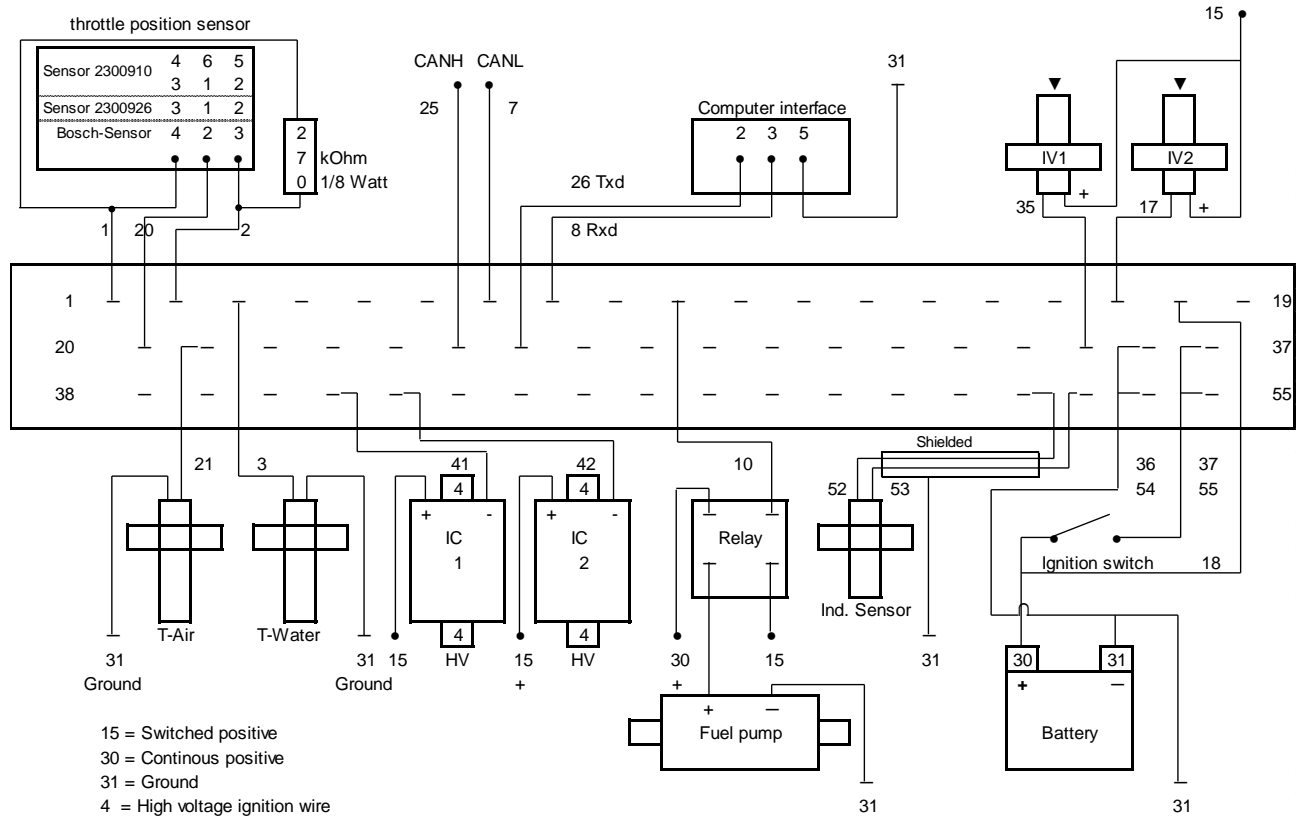 15
throttle position sensor
Sensor 2300910 4 6 5
3 1 2
Sensor 2300926 3 1 2
Bosch-Sensor 4 2 3
2
7 kOhm
0 1/8 Watt
CANH CANL
25 7
31
Computer interface
2 3 5
26 Txd
8 Rxd
IV1 IV2
35 + 17 +
1 20 2
1 19
20 37
38 55
Shielded
21 3 41 42 10 36 37
4 4 52 53 54 55
+ - + -
IC IC Relay
1 2
Ignition switch 18
Ind. Sensor
T-Air T-Water
4 4
31 31 15 HV 15 HV 30 15 31 30 31
Ground Ground + + + —
+ —
Fuel pump Battery
15 = Switched positive
30 = Continous positive
31 = Ground
4 = High voltage ignition wire
31 31